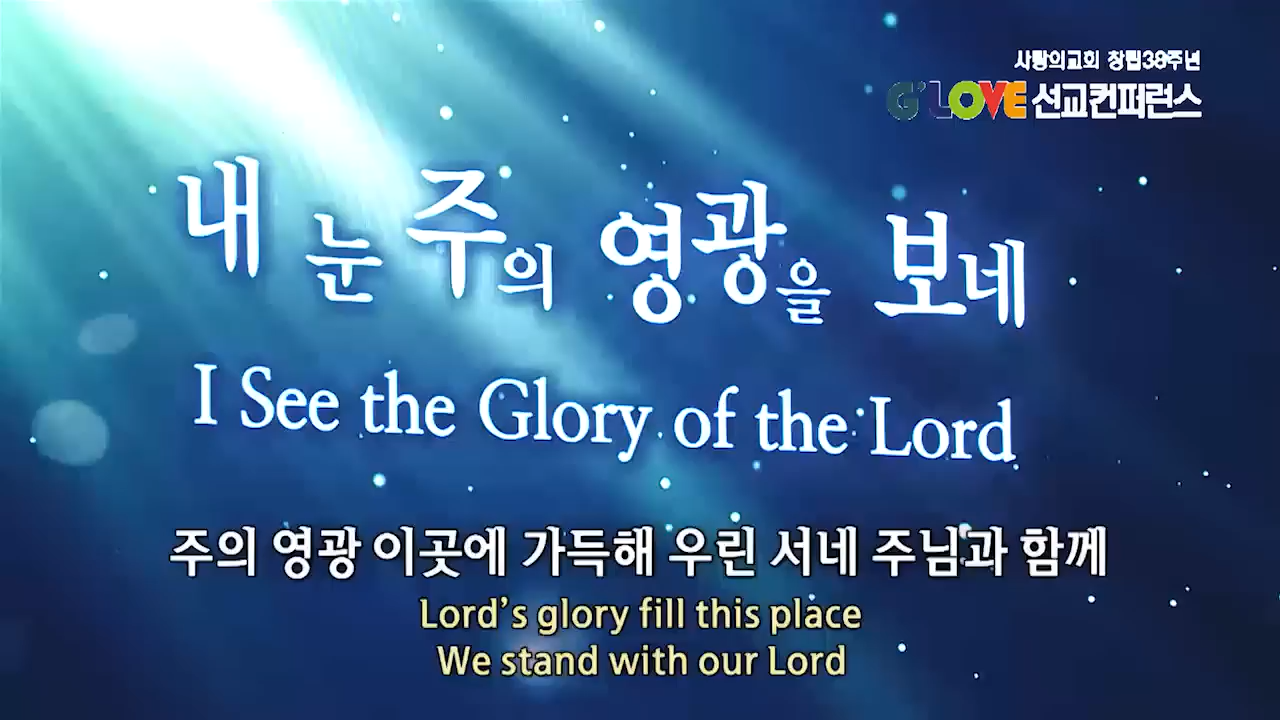 사랑의교회 창립39주년
G'LOVE 선교컨퍼런스
내 눈 주의 영광을 보네
I See the Glory of the Lord
주의 영광 이곳에 가득해 우린 서네 주님과 함께
Lord's glory fill this place
We stand with our Lord